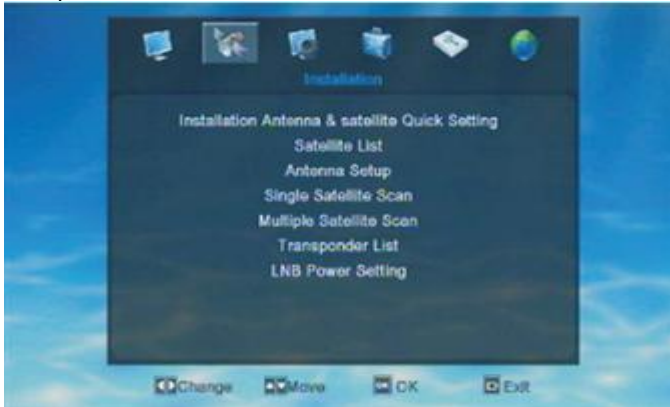 Installation
Installation Antenna & satellite Quick Setting
Satellite List
Antenna Setup
Single Satellite Scan
Multiple Satellite Scan
Transponder List
LNB Power Setting
Change Move OK Exit